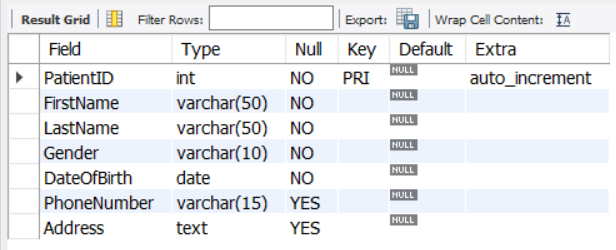 Result Grid Filter Rows: Export: Wrap Cell Content: IA
Field Type Null Key Default Extra
PatientID int NO PRI NULL auto_increment
FirstName varchar(50) NO NULL
LastName varchar(50) NO NULL
Gender varchar(10) NO NULL
DateOfBirth date NO NULL
PhoneNumber varchar(15) YES NULL
Address text YES NULL